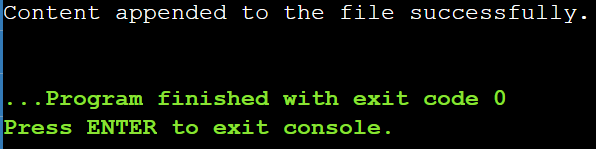 Content appended to the file successfully.
...Program finished with exit code 0
Press ENTER to exit console.